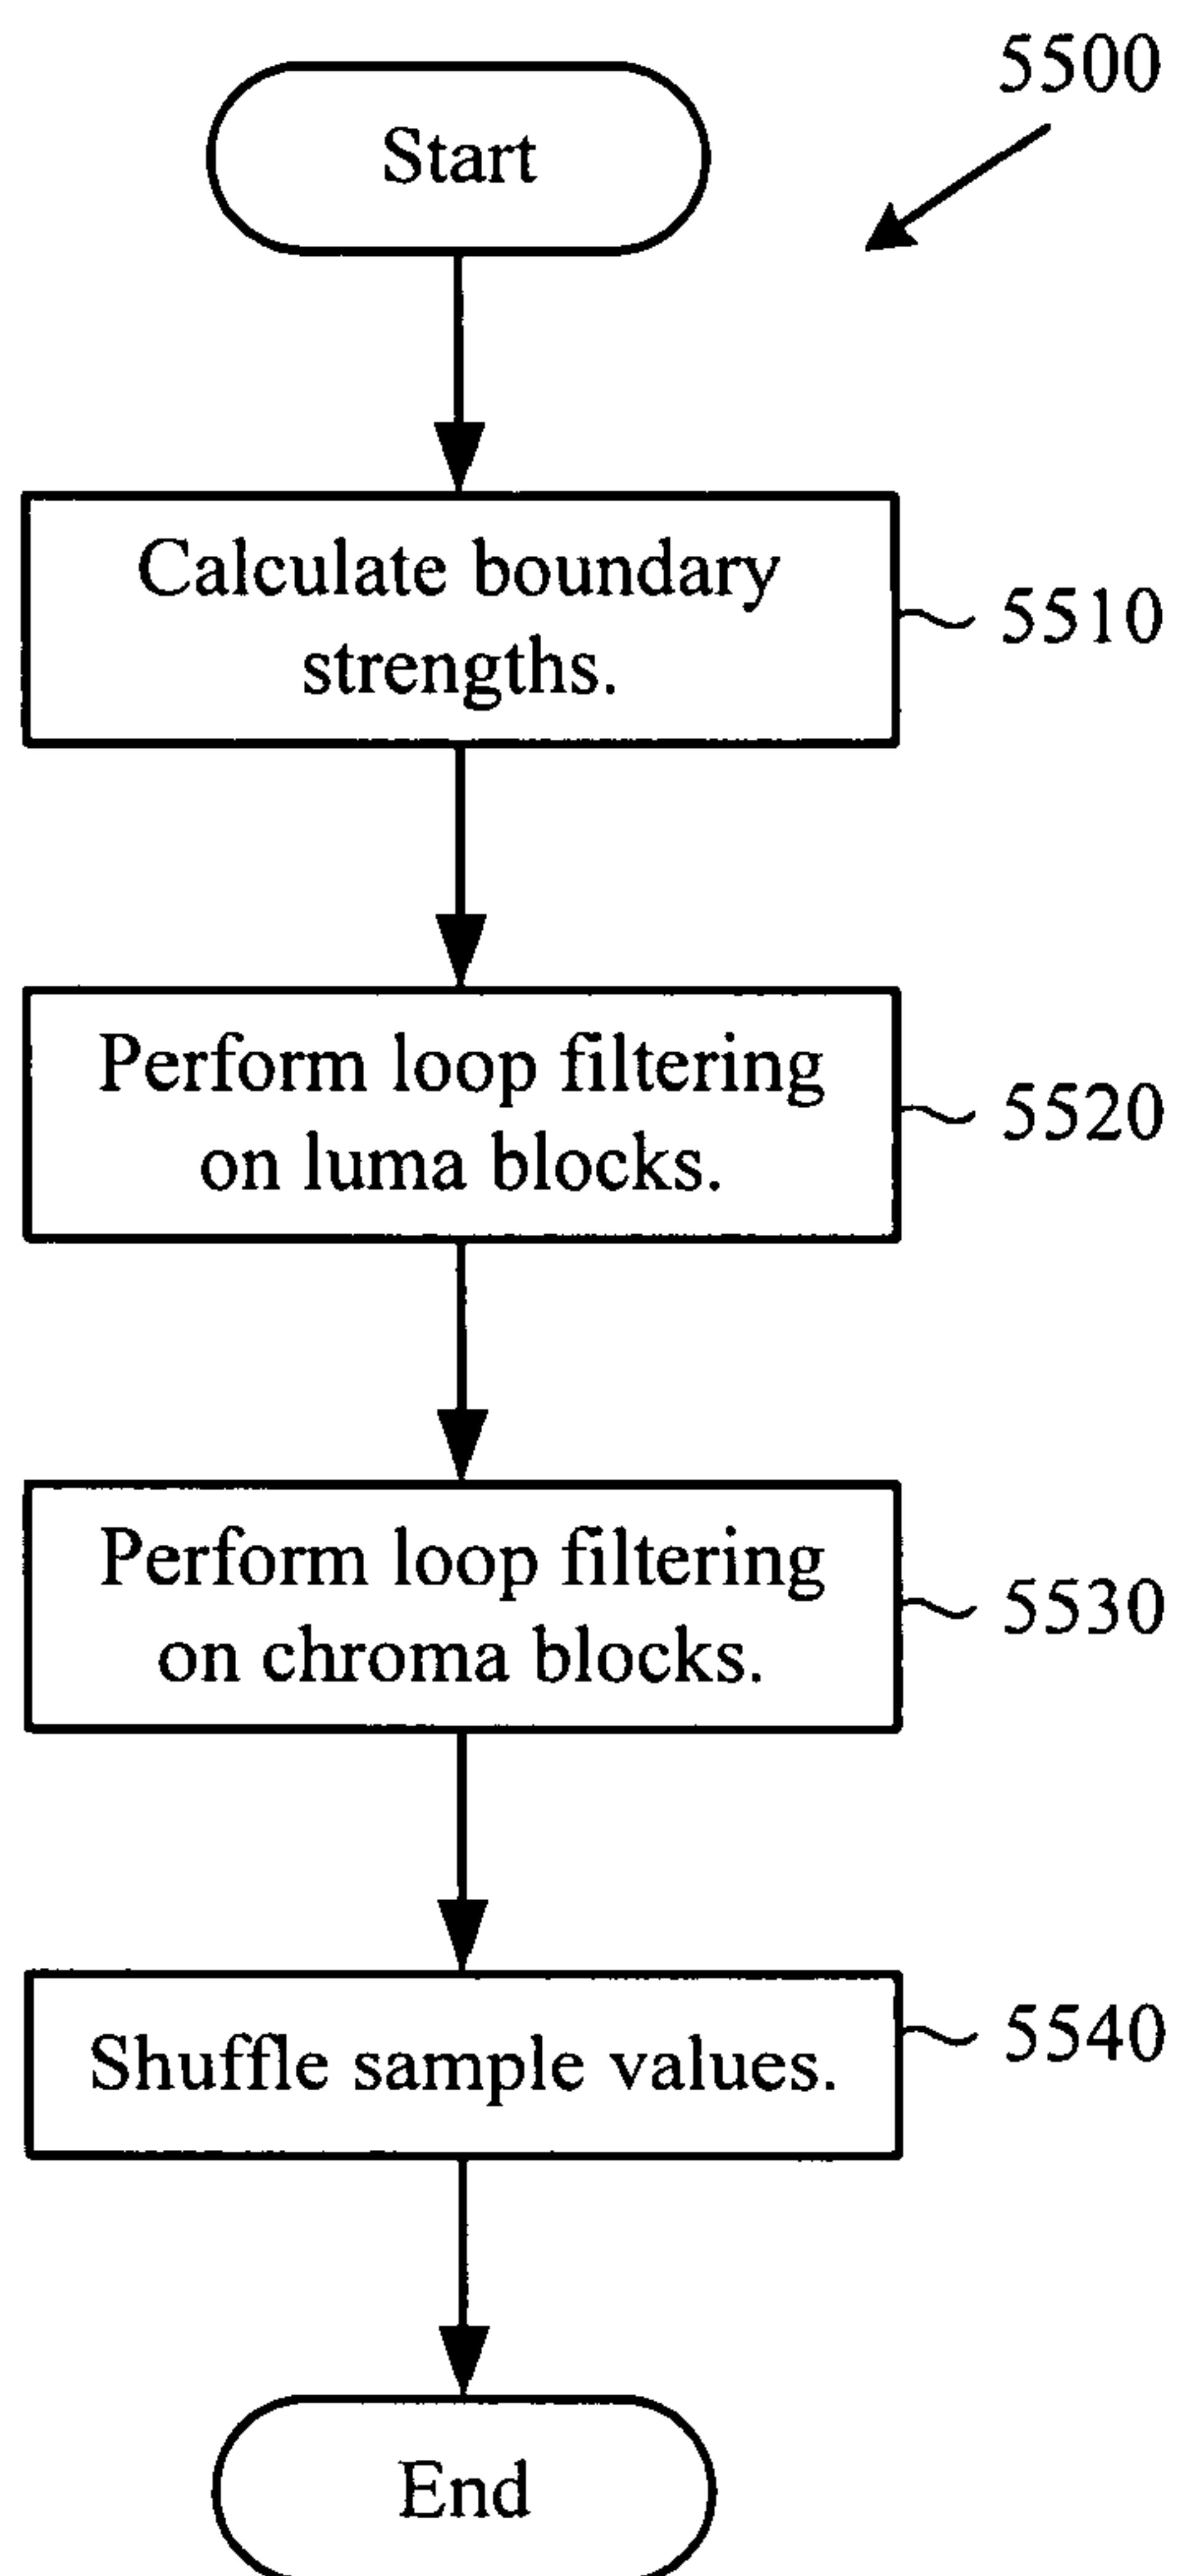 5500
Start
Calculate boundary
strengths.
5510
Perform loop filtering
on luma blocks.
5520
Perform loop filtering
on chroma blocks.
5530
Shuffle sample values.
5540
End